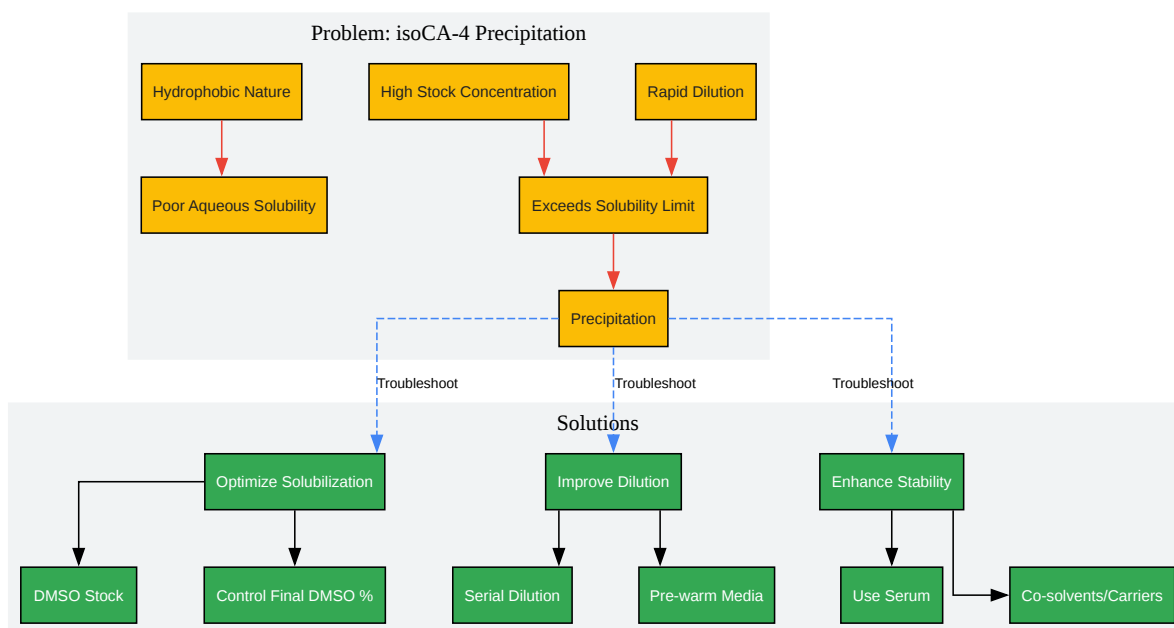 Problem: isoCA-4 Precipitation
Hydrophobic Nature
High Stock Concentration
Rapid Dilution
Poor Aqueous Solubility
Exceeds Solubility Limit
Precipitation
Troubleshoot
Troubleshoot
Troubleshoot
Solutions
Optimize Solubilization
Improve Dilution
Enhance Stability
DMSO Stock
Control Final DMSO %
Serial Dilution
Pre-warm Media
Use Serum
Co-solvents/Carriers